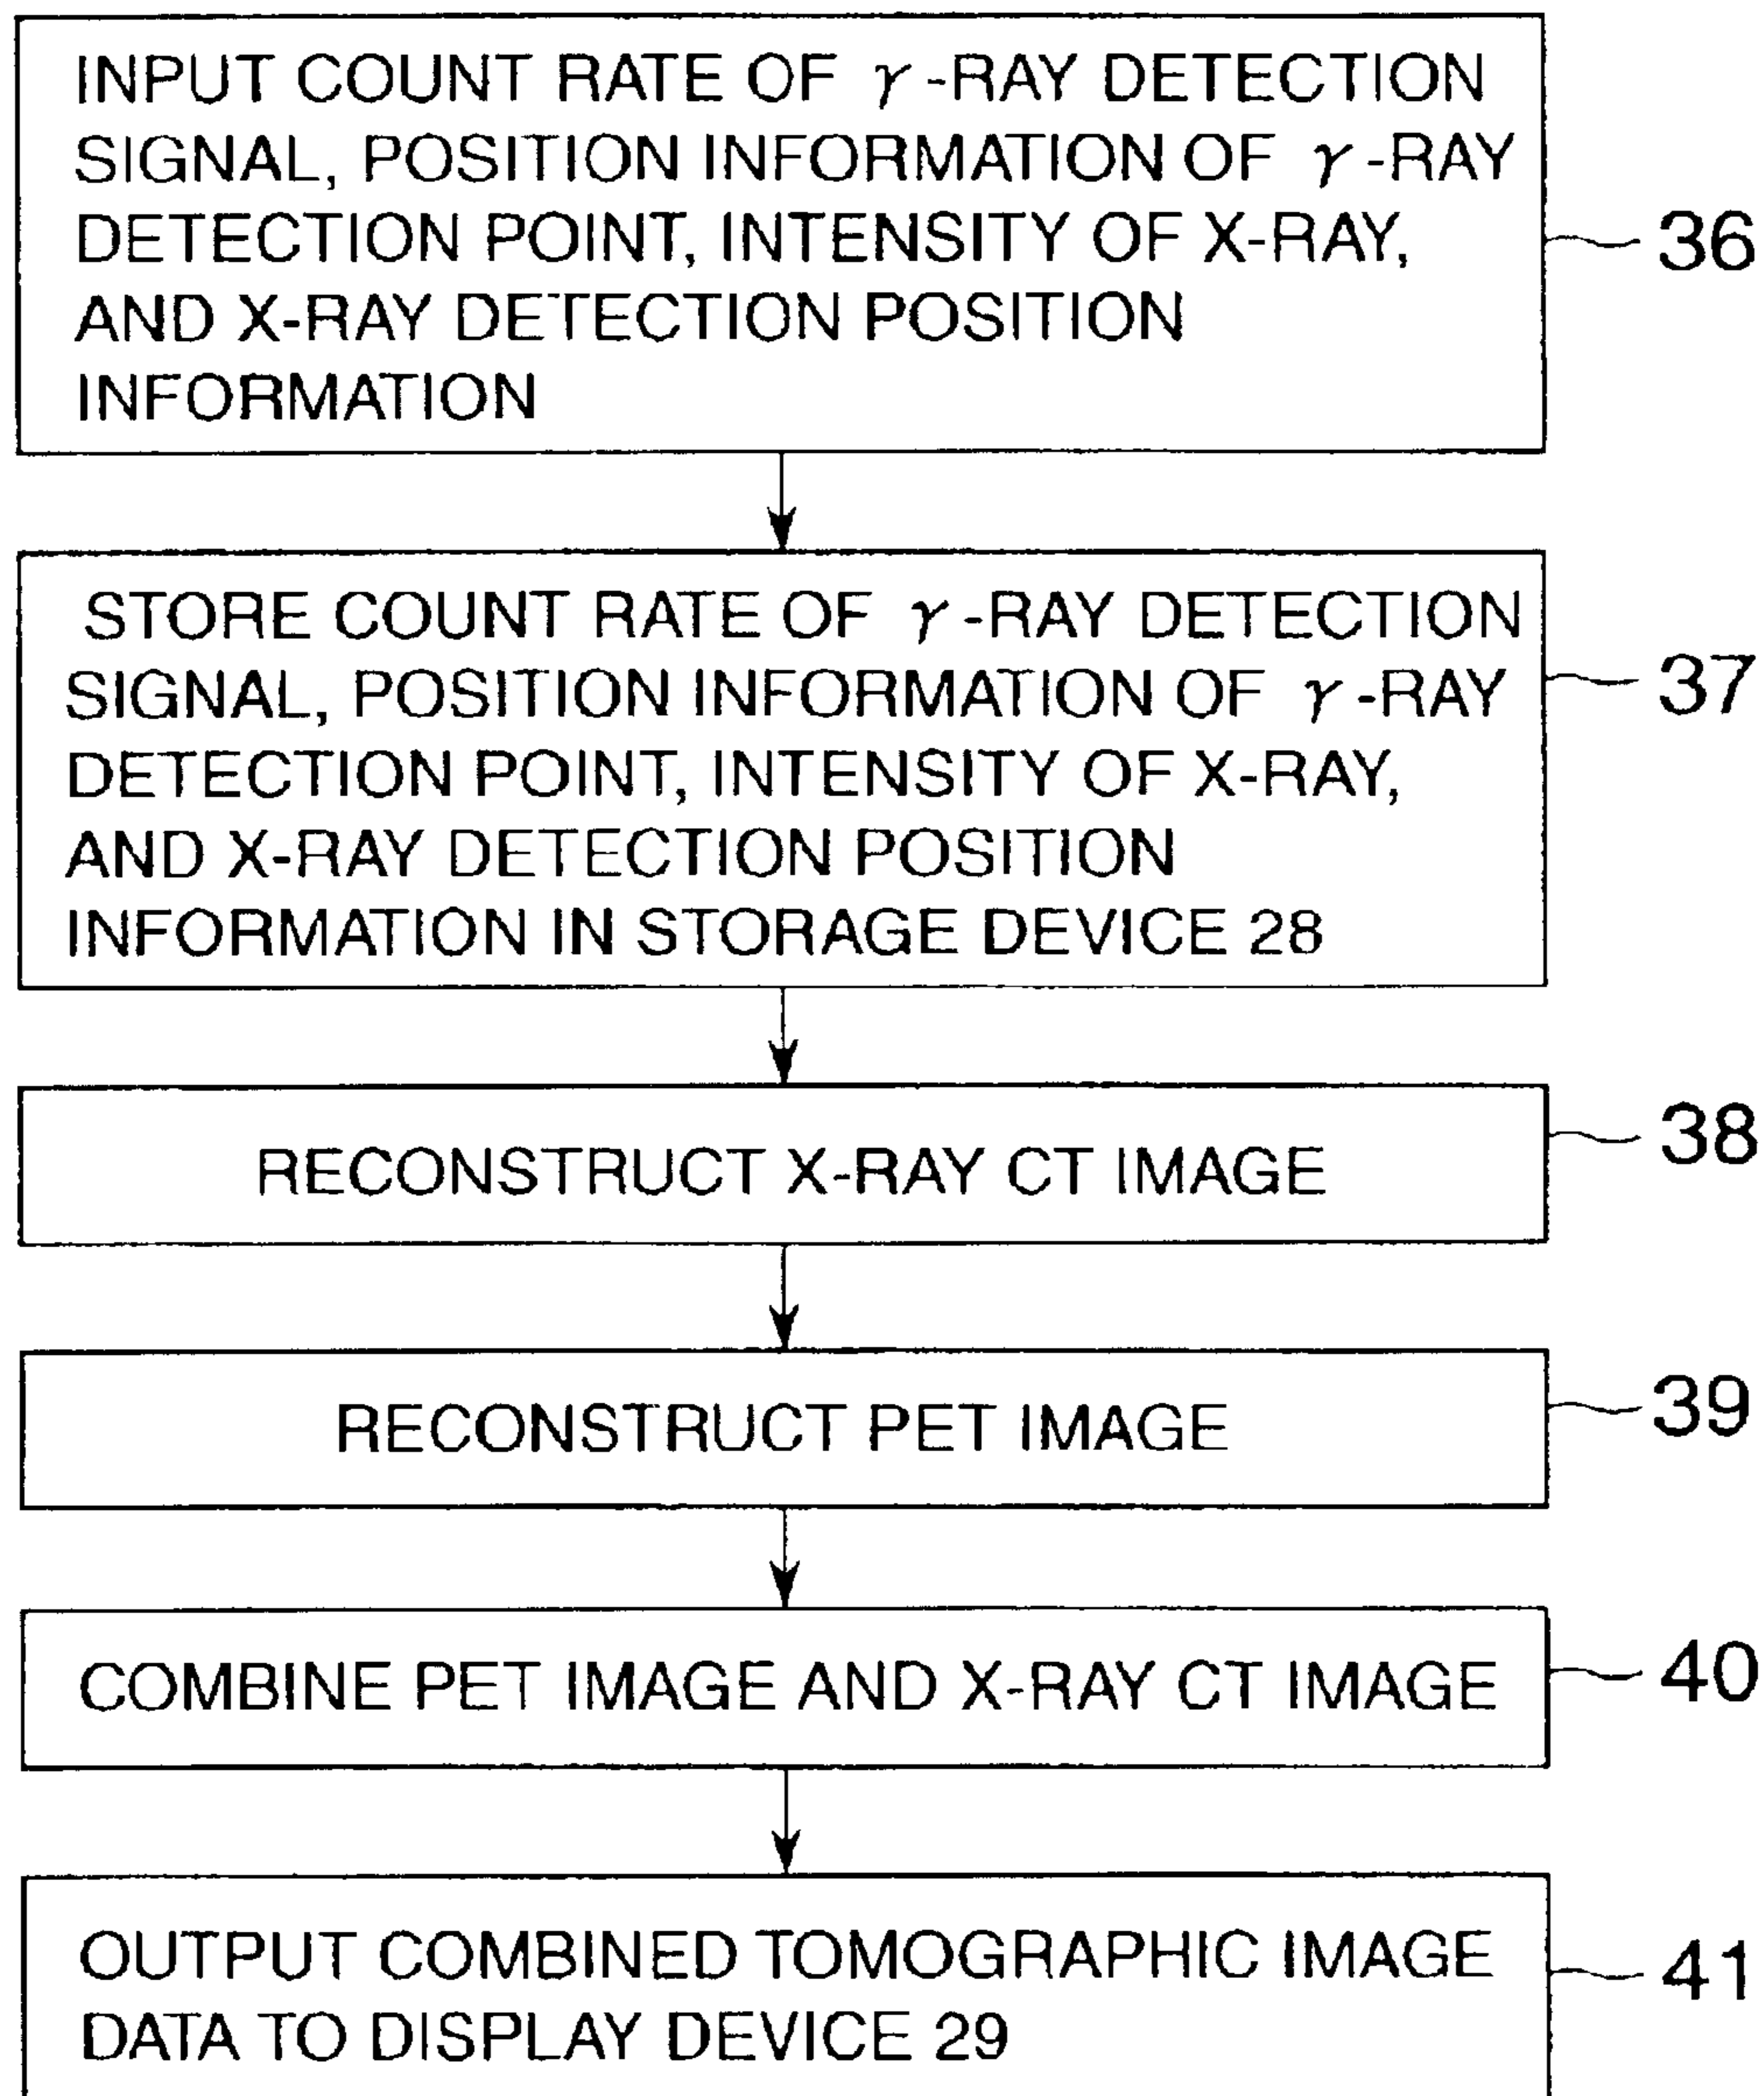 INPUT COUNT RATE OF γ-RAY DETECTION
SIGNAL, POSITION INFORMATION OF γ-RAY
DETECTION POINT, INTENSITY OF X-RAY,
AND X-RAY DETECTION POSITION
INFORMATION
36
STORE COUNT RATE OF γ-RAY DETECTION
SIGNAL, POSITION INFORMATION OF γ-RAY
DETECTION POINT, INTENSITY OF X-RAY,
AND X-RAY DETECTION POSITION
INFORMATION IN STORAGE DEVICE 28
37
RECONSTRUCT X-RAY CT IMAGE
38
RECONSTRUCT PET IMAGE
39
COMBINE PET IMAGE AND X-RAY CT IMAGE
40
OUTPUT COMBINED TOMOGRAPHIC IMAGE
DATA TO DISPLAY DEVICE 29
41